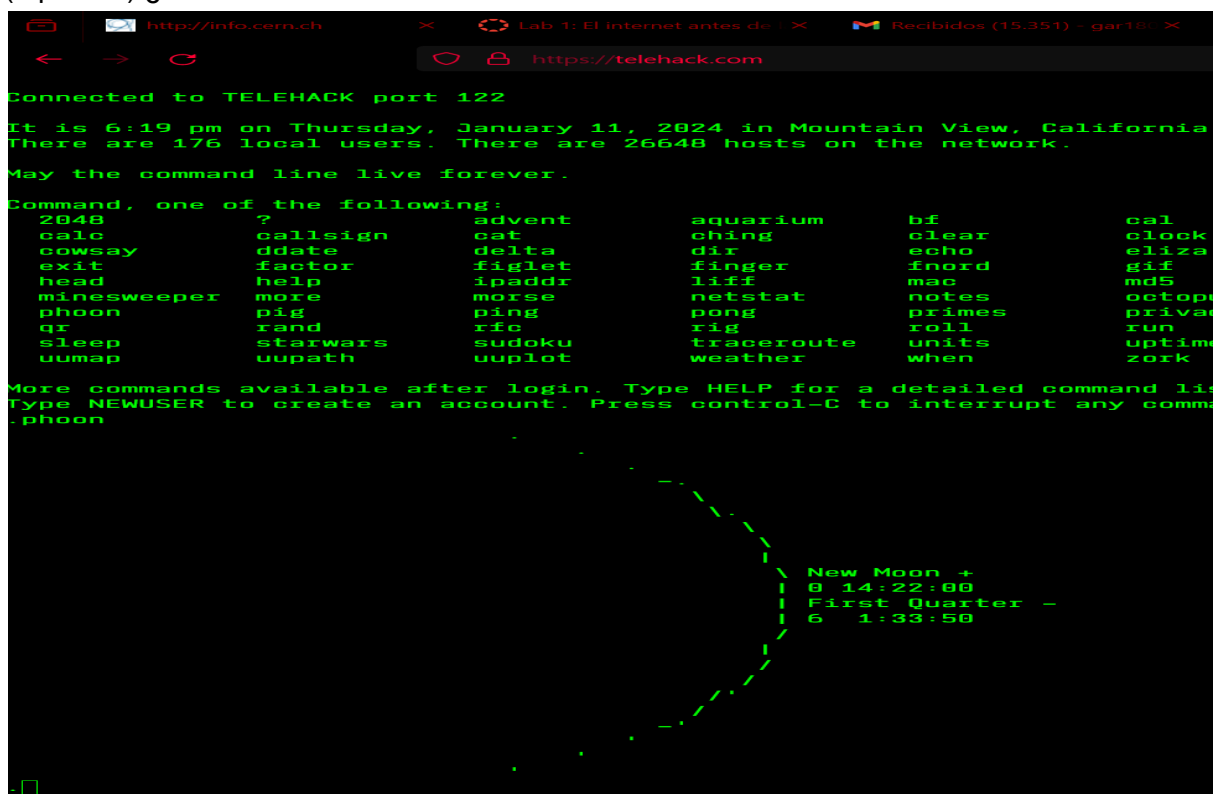 http://info.cern.ch Lab 1: El internet antes de Recibidos (15.351) - gar18
https://telehack.com
Connected to TELEHACK port 122
It is 6:19 pm on Thursday, January 11, 2024 in Mountain View, California
There are 176 local users. There are 26648 hosts on the network.
May the command line live forever.
Command, one of the following:
2048 ? advent aquarium bf cal
calc callsign cat ching clear clock
cowsay ddate delta dir echo eliza
exit factor figlet finger fnord gif
head help ipaddr liff mac md5
minesweeper more morse netstat notes octopu
phoon pig ping pong primes privac
qr rand rfc rig roll run
sleep starwars sudoku traceroute units uptime
uumap uupath uuplot weather when zork
More commands available after login. Type HELP for a detailed command lis
Type NEWUSER to create an account. Press control-C to interrupt any comma
.phoon
New Moon +
0 14:22:00
First Quarter -
6 1:33:50
.